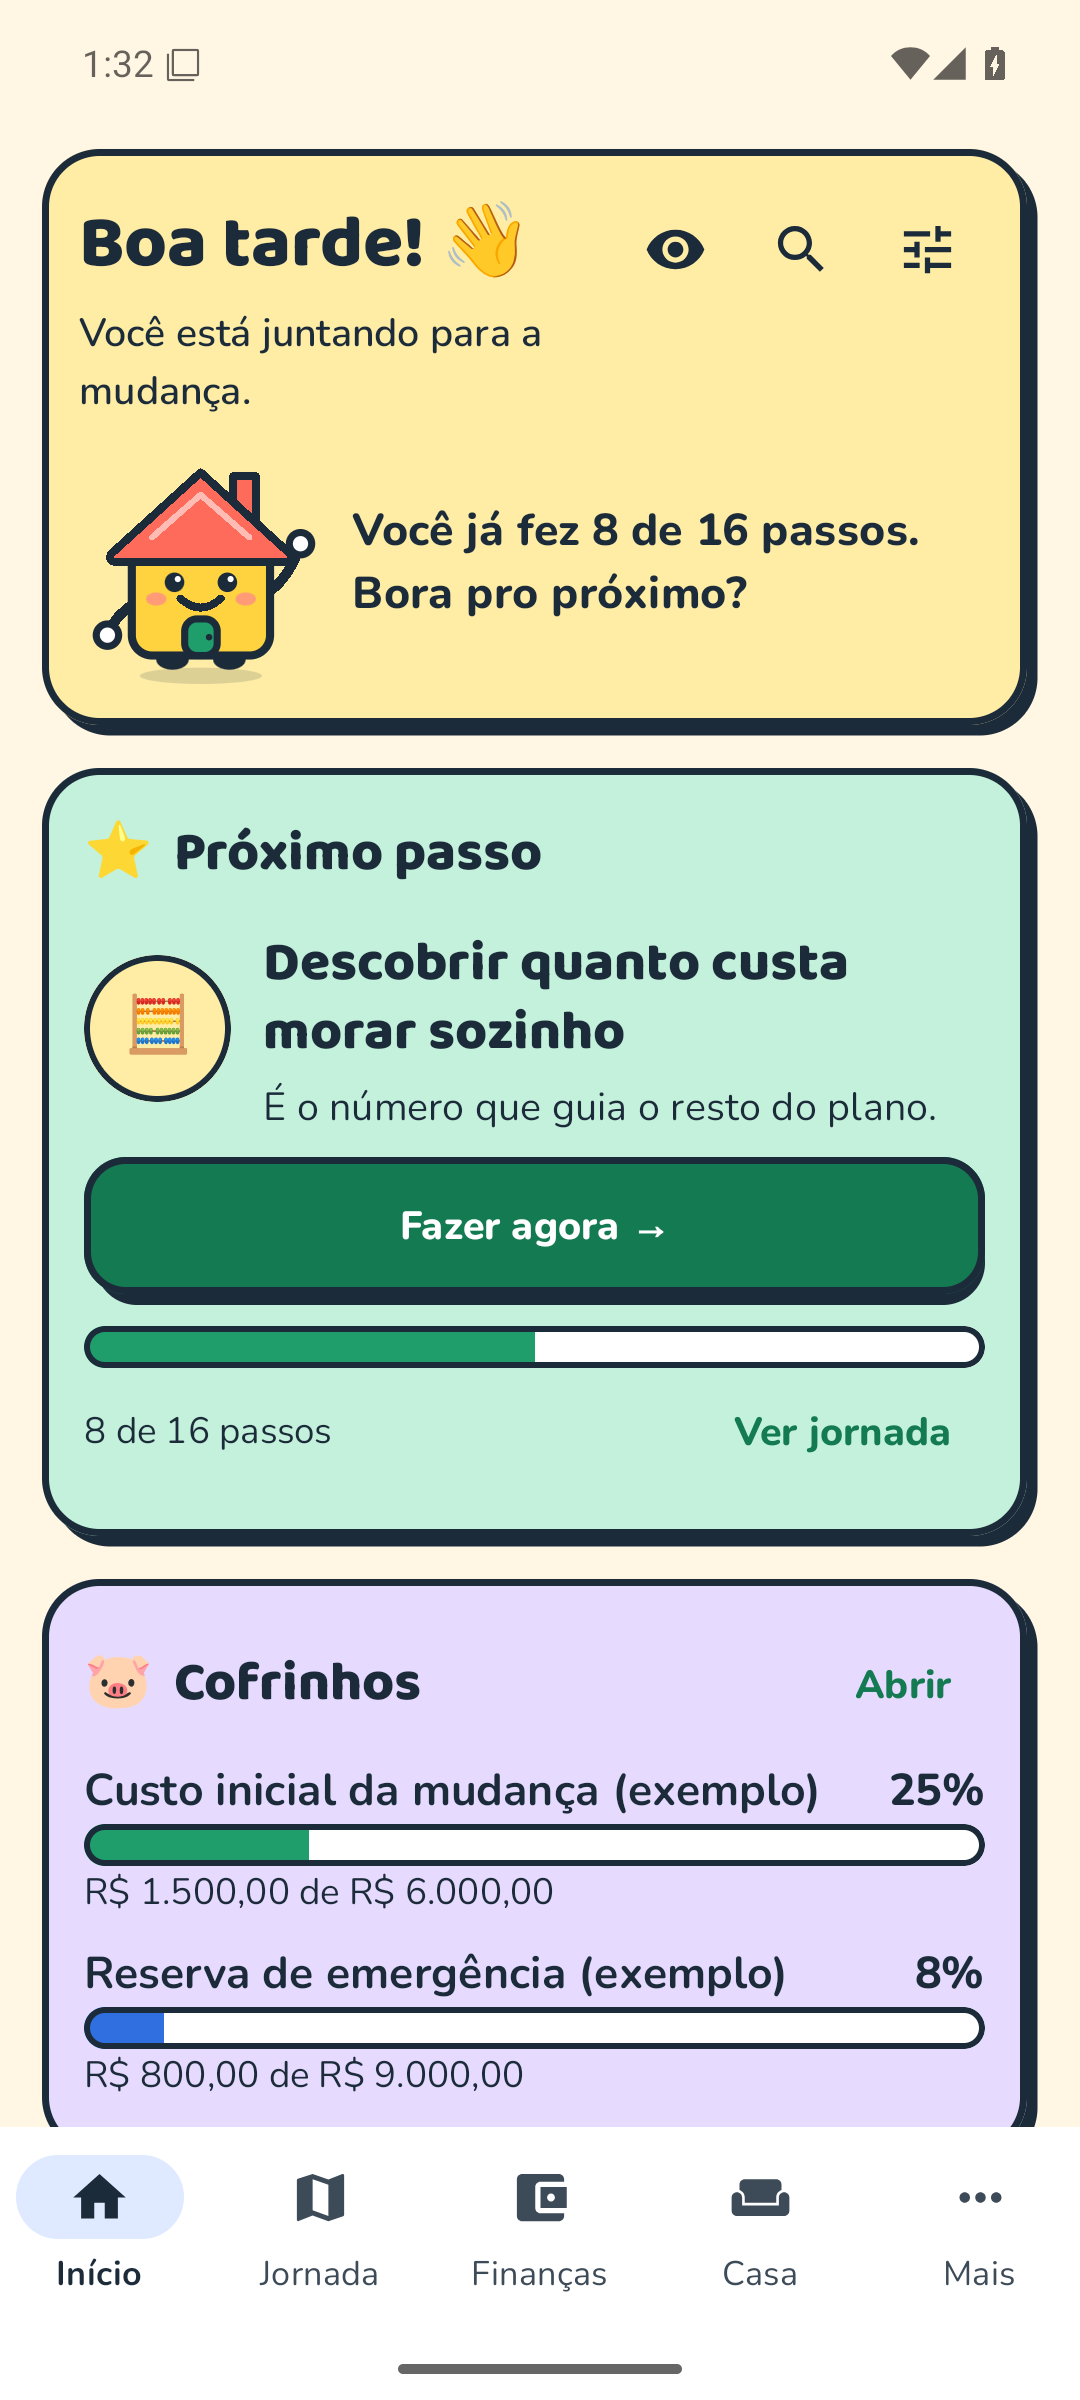 1:32
Boa tarde! 👋
Você está juntando para a
mudança.
Você já fez 8 de 16 passos.
Bora pro próximo?
⭐ Próximo passo
Descobrir quanto custa
morar sozinho
É o número que guia o resto do plano.
Fazer agora →
8 de 16 passos
Ver jornada
🐷 Cofrinhos
Abrir
Custo inicial da mudança (exemplo)
25%
R$ 1.500,00 de R$ 6.000,00
Reserva de emergência (exemplo)
8%
R$ 800,00 de R$ 9.000,00
Início
Jornada
Finanças
Casa
Mais